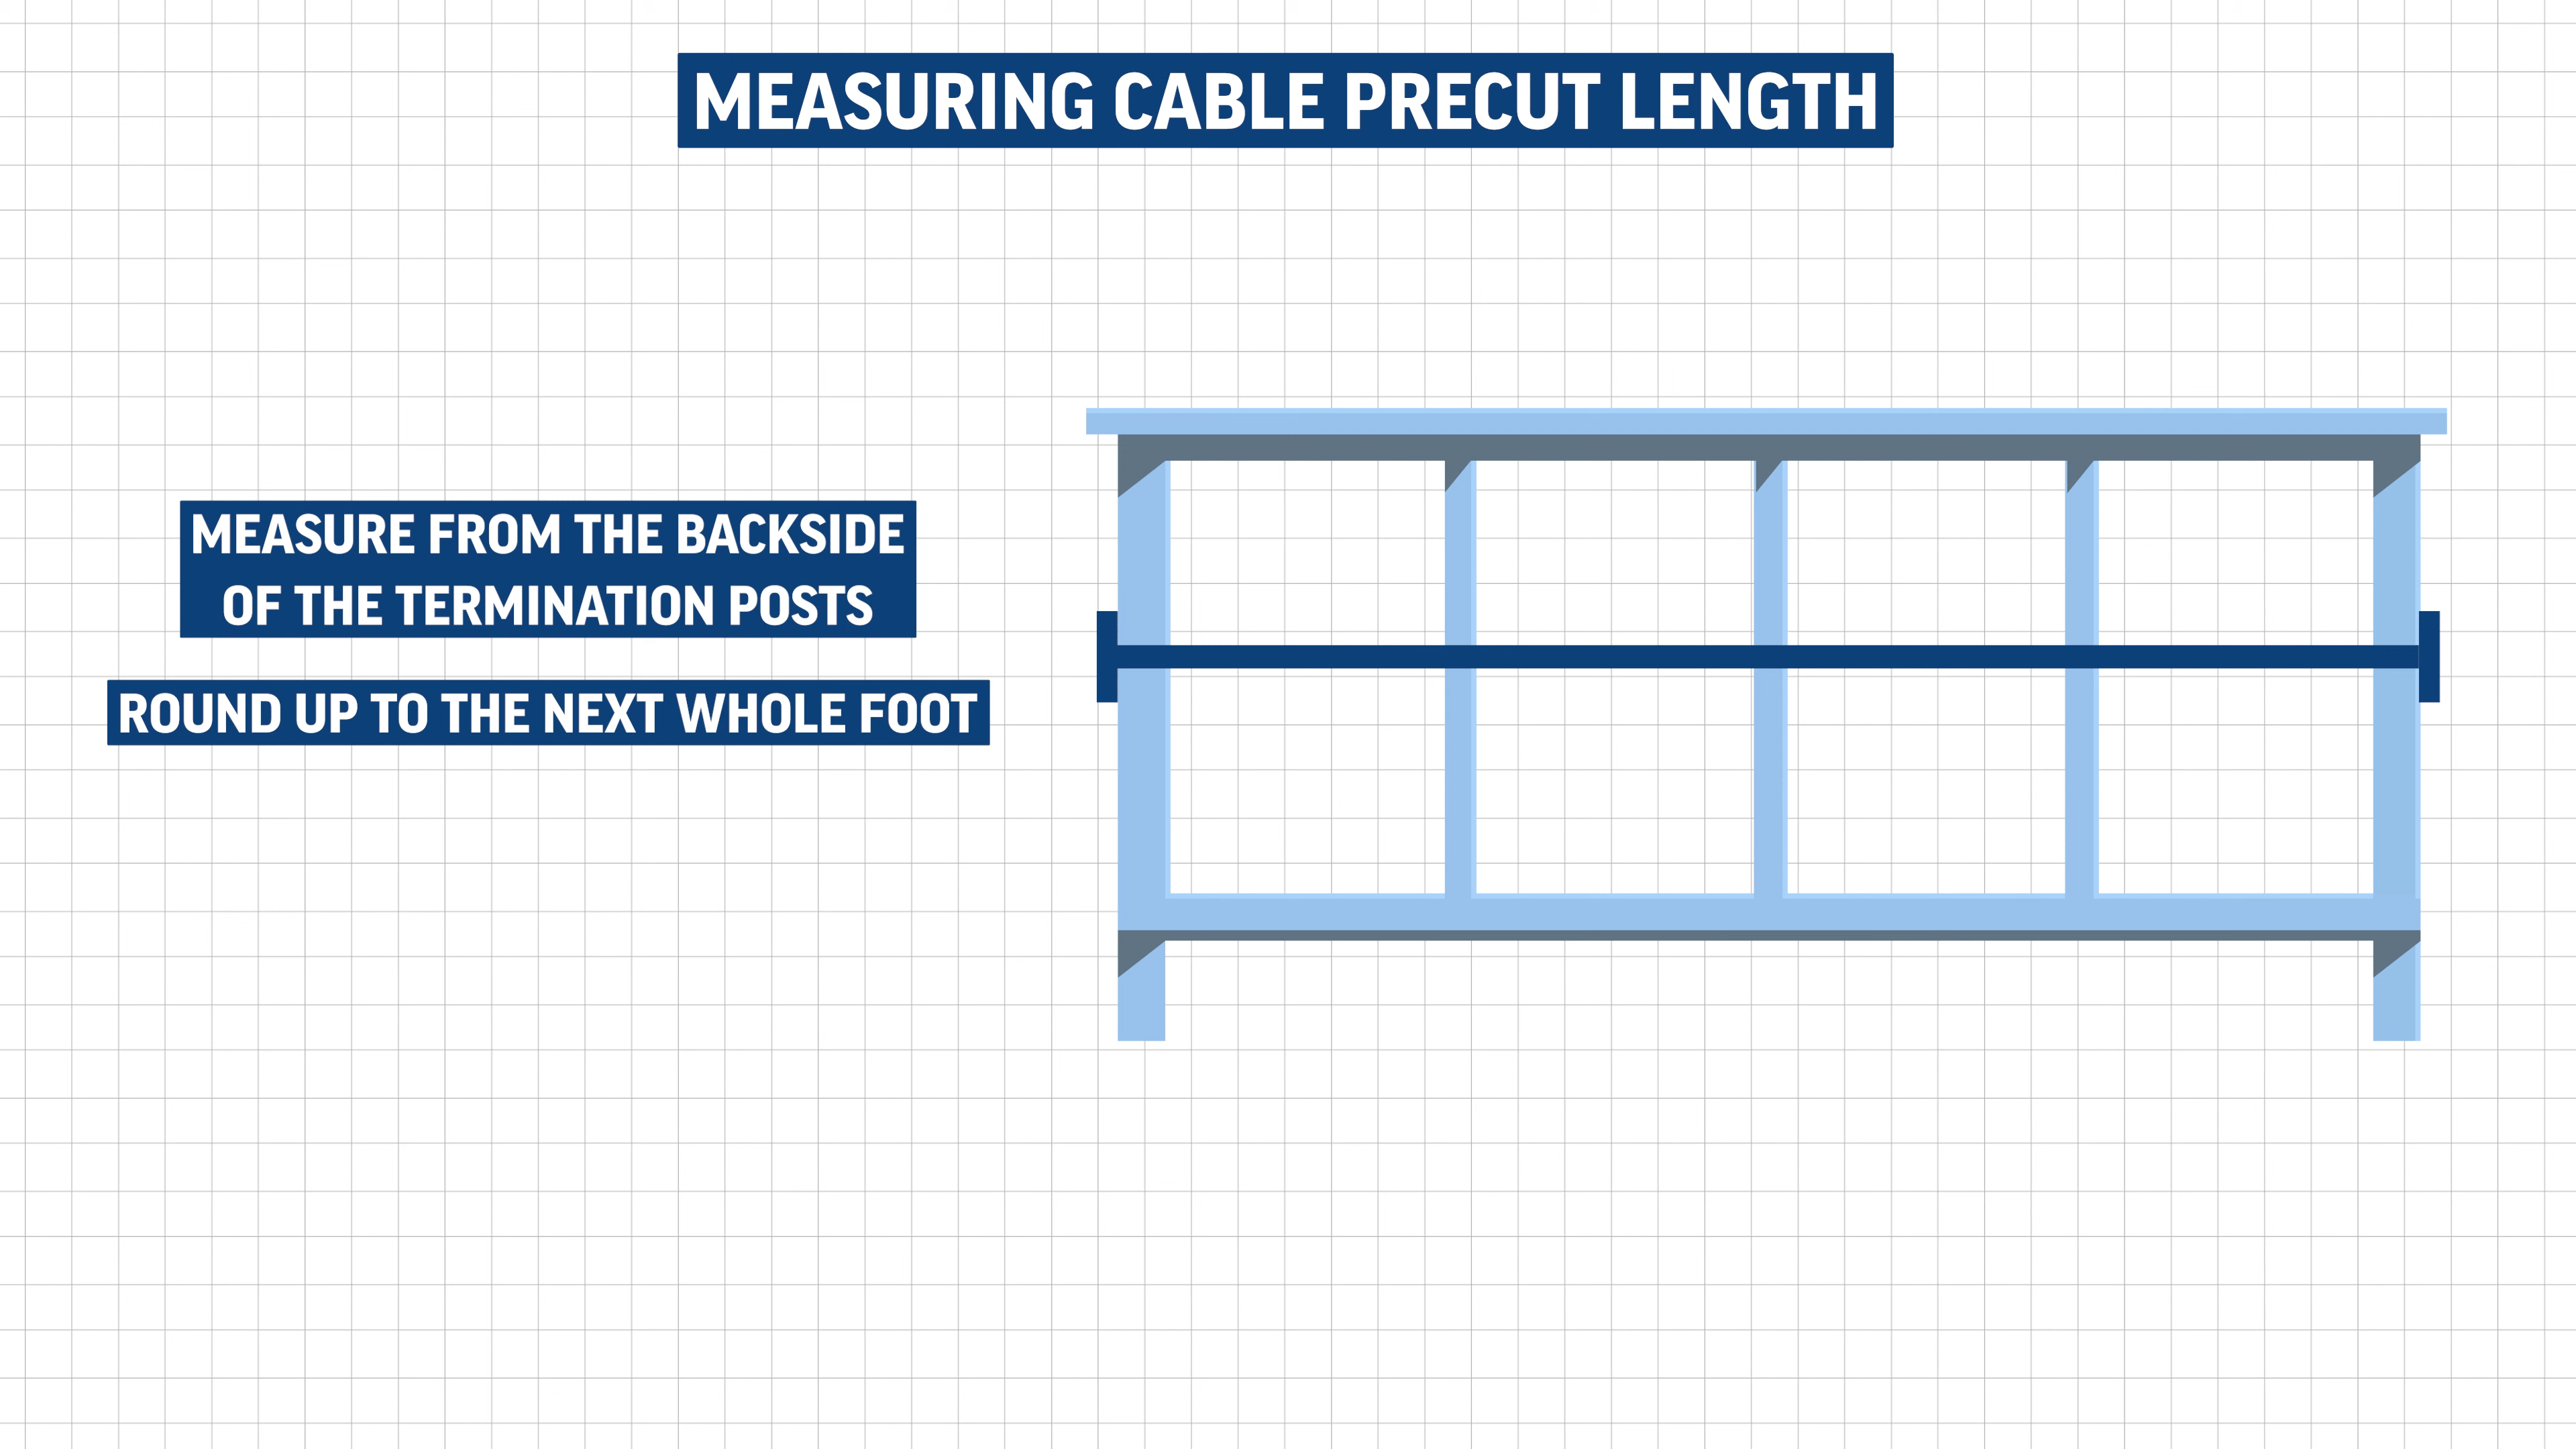 MEASURING CABLE PRECUT LENGTH
MEASURE FROM THE BACKSIDE
OF THE TERMINATION POSTS
ROUND UP TO THE NEXT WHOLE FOOT